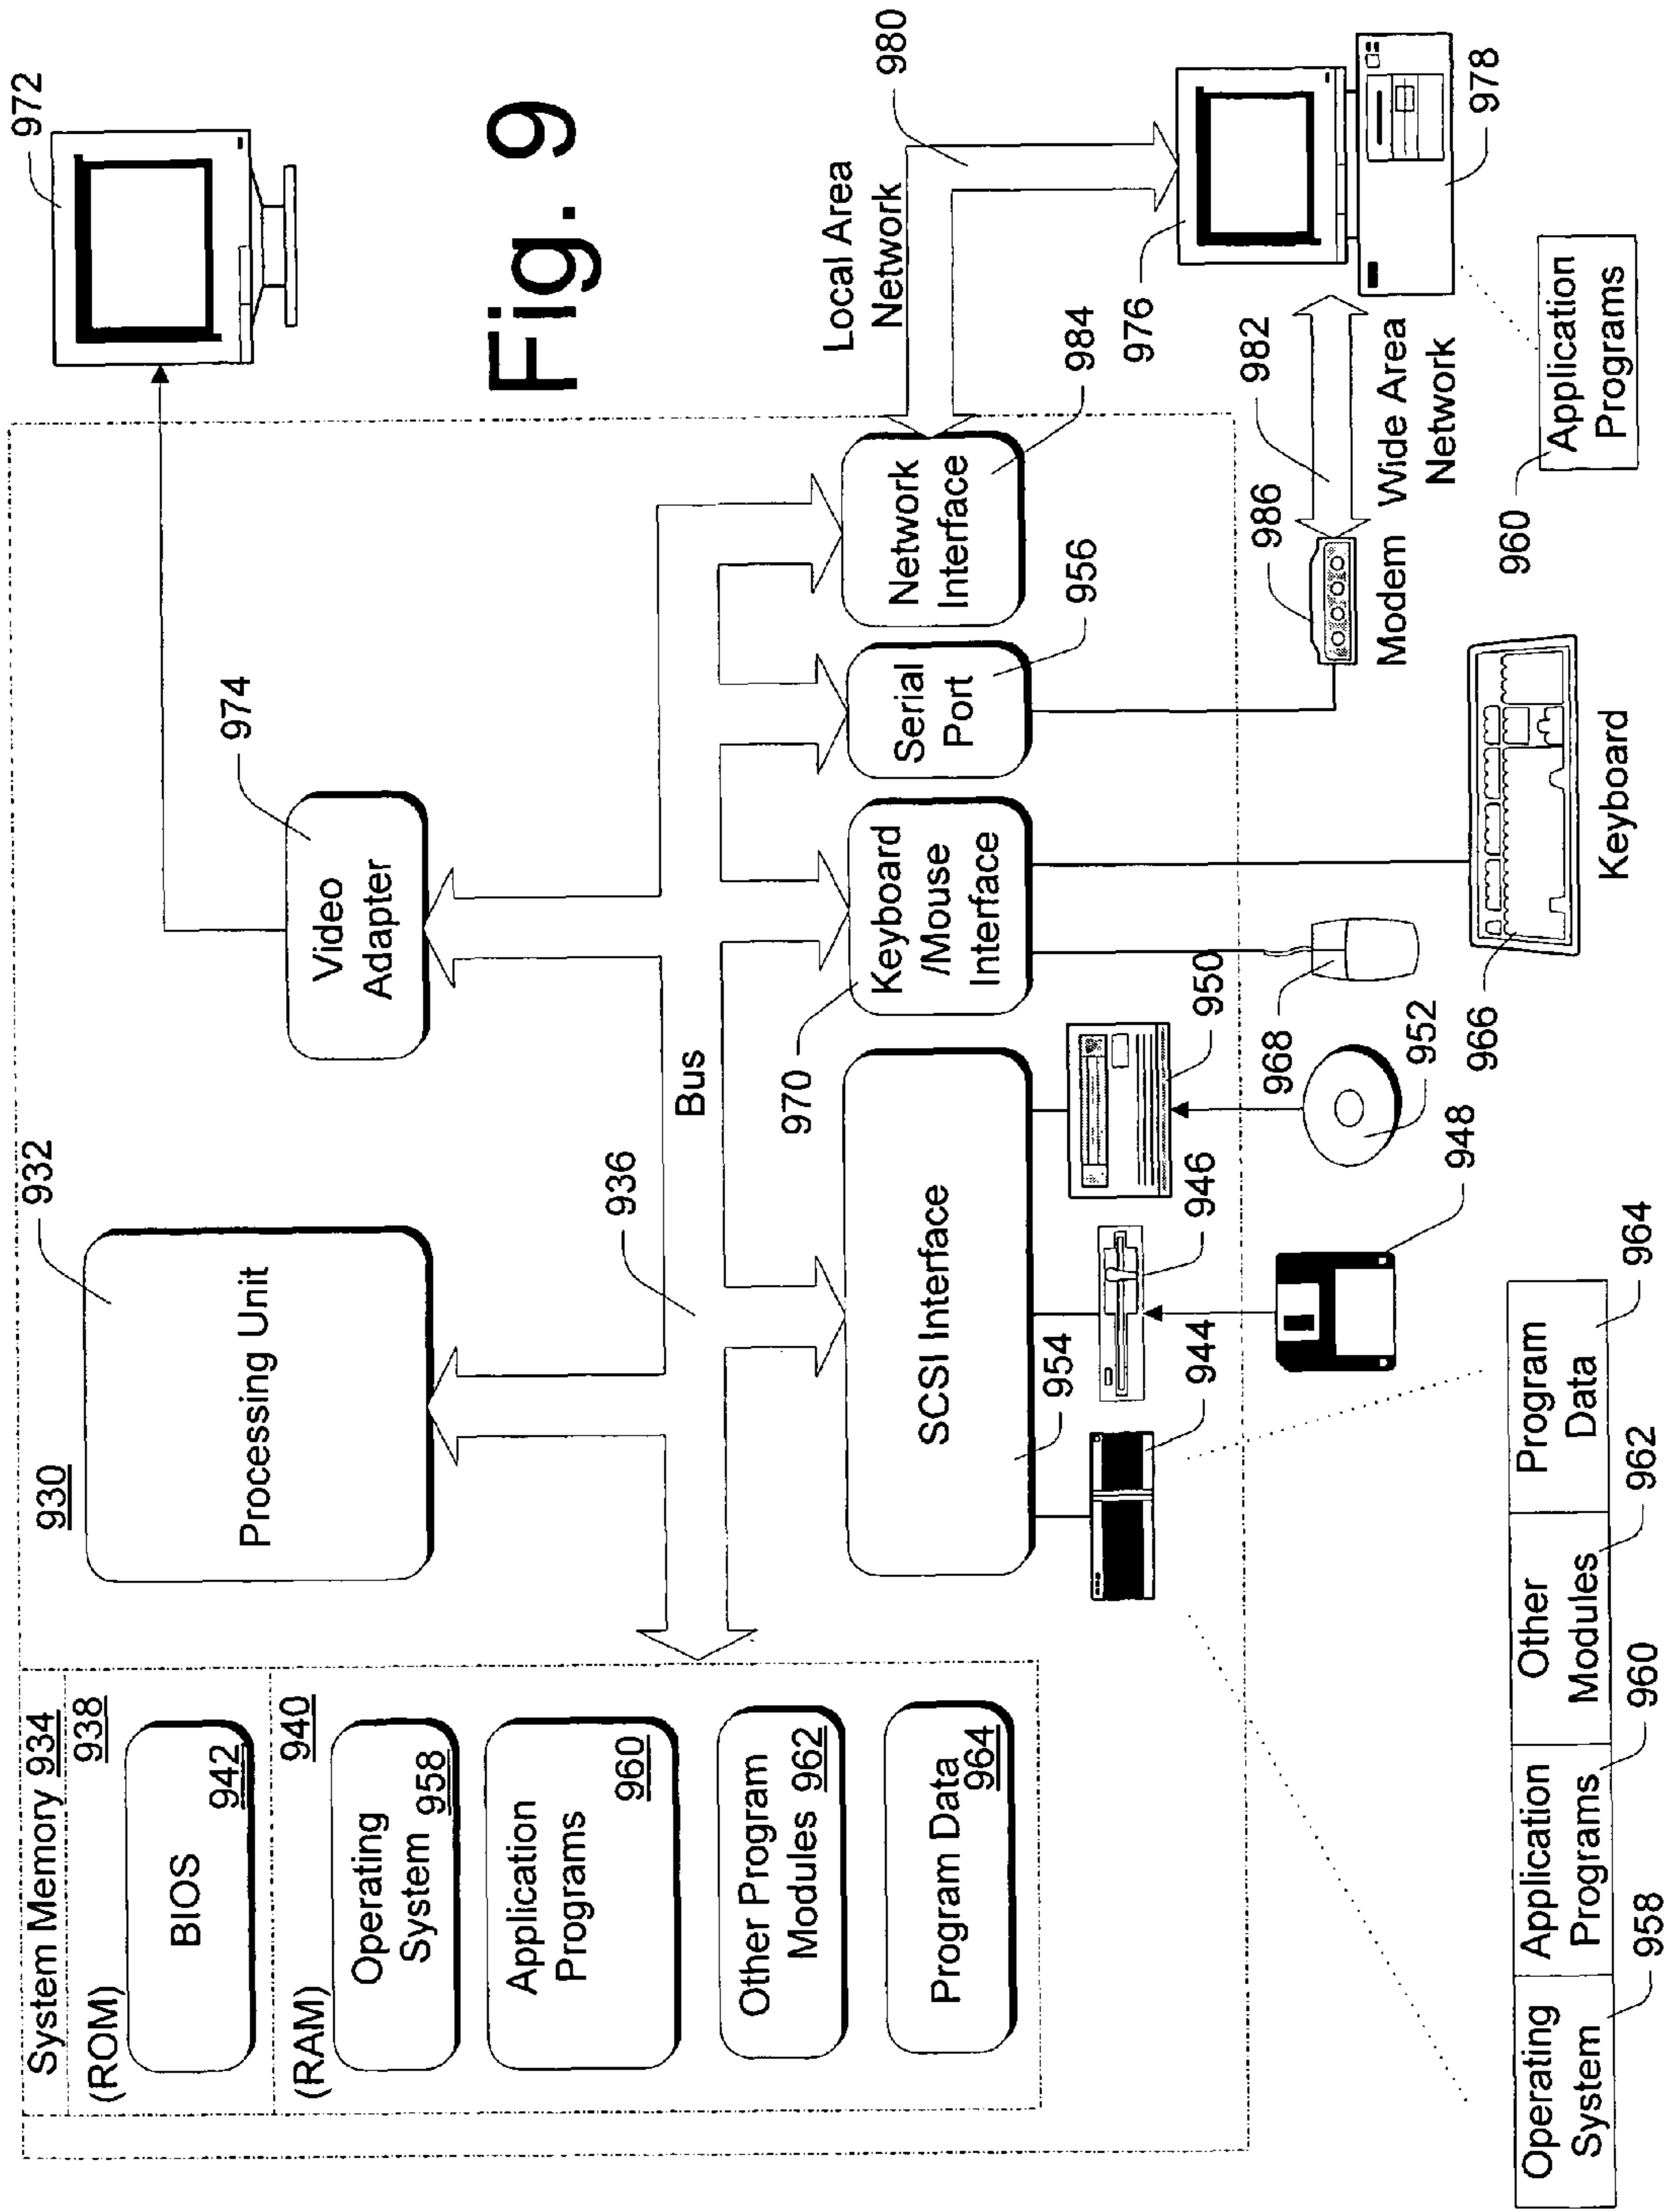 System Memory 934
(ROM) 938
BIOS
942
(RAM) 940
Operating
System 958
Application
Programs
960
Other Program
Modules 962
Program Data
964
930
Processing Unit
932
936
Bus
Video
Adapter
974
972
Fig. 9
SCSI Interface
954
970
Keyboard
/Mouse
Interface
Serial
Port
956
Network
Interface
984
Local Area
Network
980
944
946
950
948
952
968
966
Keyboard
986
Modem
982
Wide Area
Network
976
978
960
Application
Programs
Operating
System
958
Application
Programs
960
Other
Modules
962
Program
Data
964